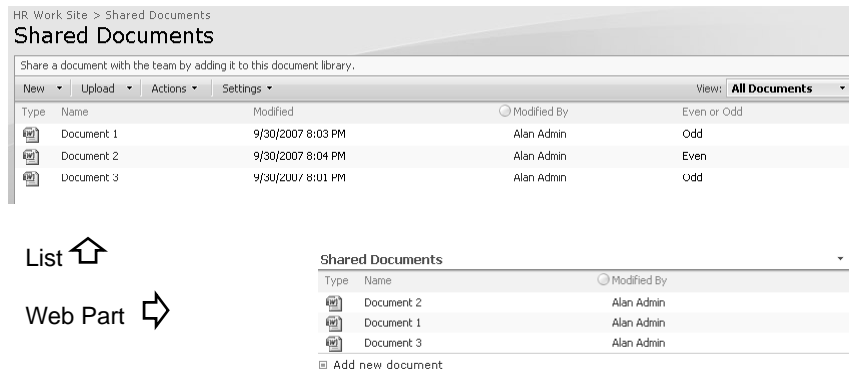 HR Work Site > Shared Documents
Shared Documents
Share a document with the team by adding it to this document library.
New Upload Actions Settings View: All Documents
Type Name Modified Modified By Even or Odd
Document 1 9/30/2007 8:03 PM Alan Admin Odd
Document 2 9/30/2007 8:04 PM Alan Admin Even
Document 3 9/30/2007 8:01 PM Alan Admin Odd
List
Web Part
Shared Documents
Type Name Modified By
Document 2 Alan Admin
Document 1 Alan Admin
Document 3 Alan Admin
Add new document